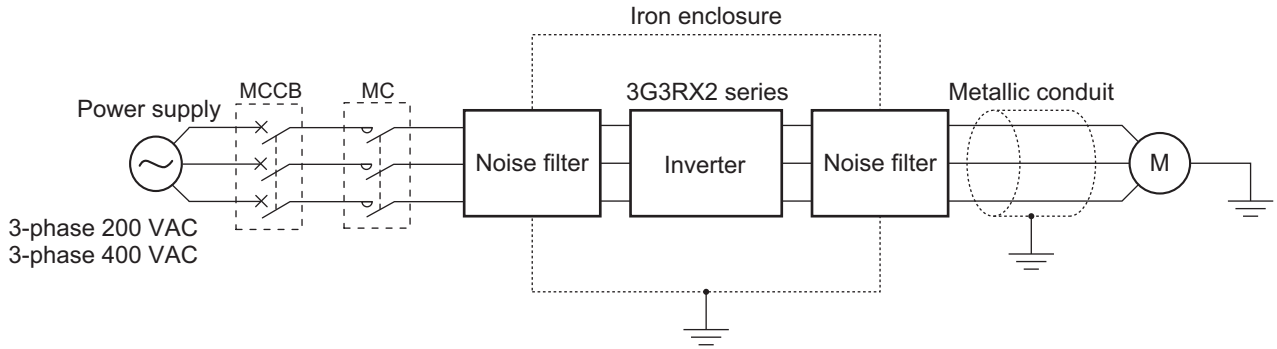 Iron enclosure
MCCB
MC
3G3RX2 series
Metallic conduit
Power supply
Noise filter
Inverter
Noise filter
M
3-phase 200 VAC
3-phase 400 VAC